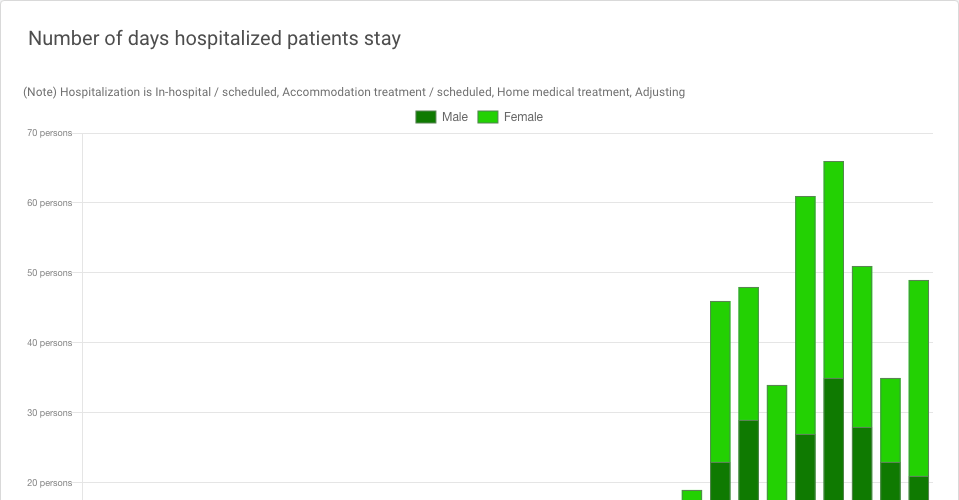 Number of days hospitalized patients stay
(Note) Hospitalization is In-hospital / scheduled, Accommodation treatment / scheduled, Home medical treatment, Adjusting
Male Female
70 persons
60 persons
50 persons
40 persons
30 persons
20 persons